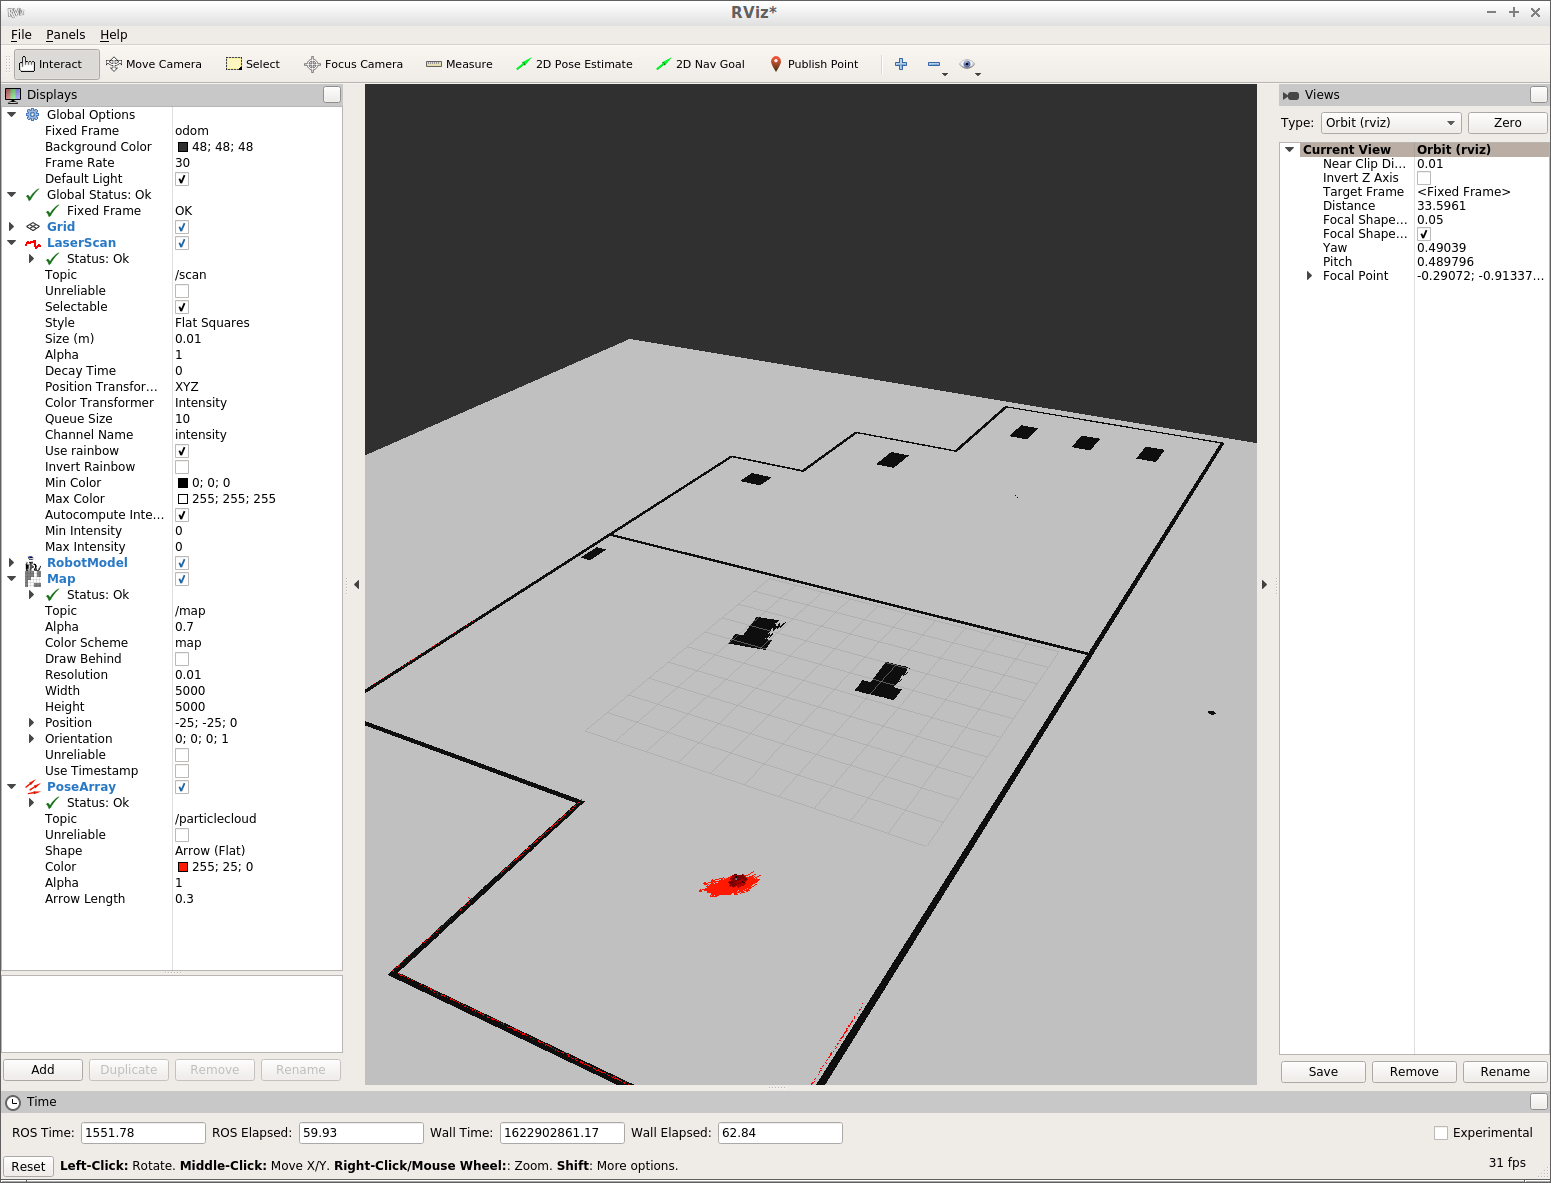 RViz*
File Panels Help
Interact Move Camera Select Focus Camera Measure 2D Pose Estimate 2D Nav Goal Publish Point
Displays
Global Options
Fixed Frame odom
Background Color 48; 48; 48
Frame Rate 30
Default Light
Global Status: Ok
Fixed Frame OK
Grid
LaserScan
Status: Ok
Topic /scan
Unreliable
Selectable
Style Flat Squares
Size (m) 0.01
Alpha 1
Decay Time 0
Position Transfor... XYZ
Color Transformer Intensity
Queue Size 10
Channel Name intensity
Use rainbow
Invert Rainbow
Min Color 0; 0; 0
Max Color 255; 255; 255
Autocompute Inte...
Min Intensity 0
Max Intensity 0
RobotModel
Map
Status: Ok
Topic /map
Alpha 0.7
Color Scheme map
Draw Behind
Resolution 0.01
Width 5000
Height 5000
Position -25; -25; 0
Orientation 0; 0; 0; 1
Unreliable
Use Timestamp
PoseArray
Status: Ok
Topic /particlecloud
Unreliable
Shape Arrow (Flat)
Color 255; 25; 0
Alpha 1
Arrow Length 0.3
Add Duplicate Remove Rename
Views
Type: Orbit (rviz) Zero
Current View Orbit (rviz)
Near Clip Di... 0.01
Invert Z Axis
Target Frame <Fixed Frame>
Distance 33.5961
Focal Shape... 0.05
Focal Shape...
Yaw 0.49039
Pitch 0.489796
Focal Point -0.29072; -0.91337...
Save Remove Rename
Time
ROS Time: 1551.78 ROS Elapsed: 59.93 Wall Time: 1622902861.17 Wall Elapsed: 62.84 Experimental
Reset Left-Click: Rotate. Middle-Click: Move X/Y. Right-Click/Mouse Wheel:: Zoom. Shift: More options. 31 fps